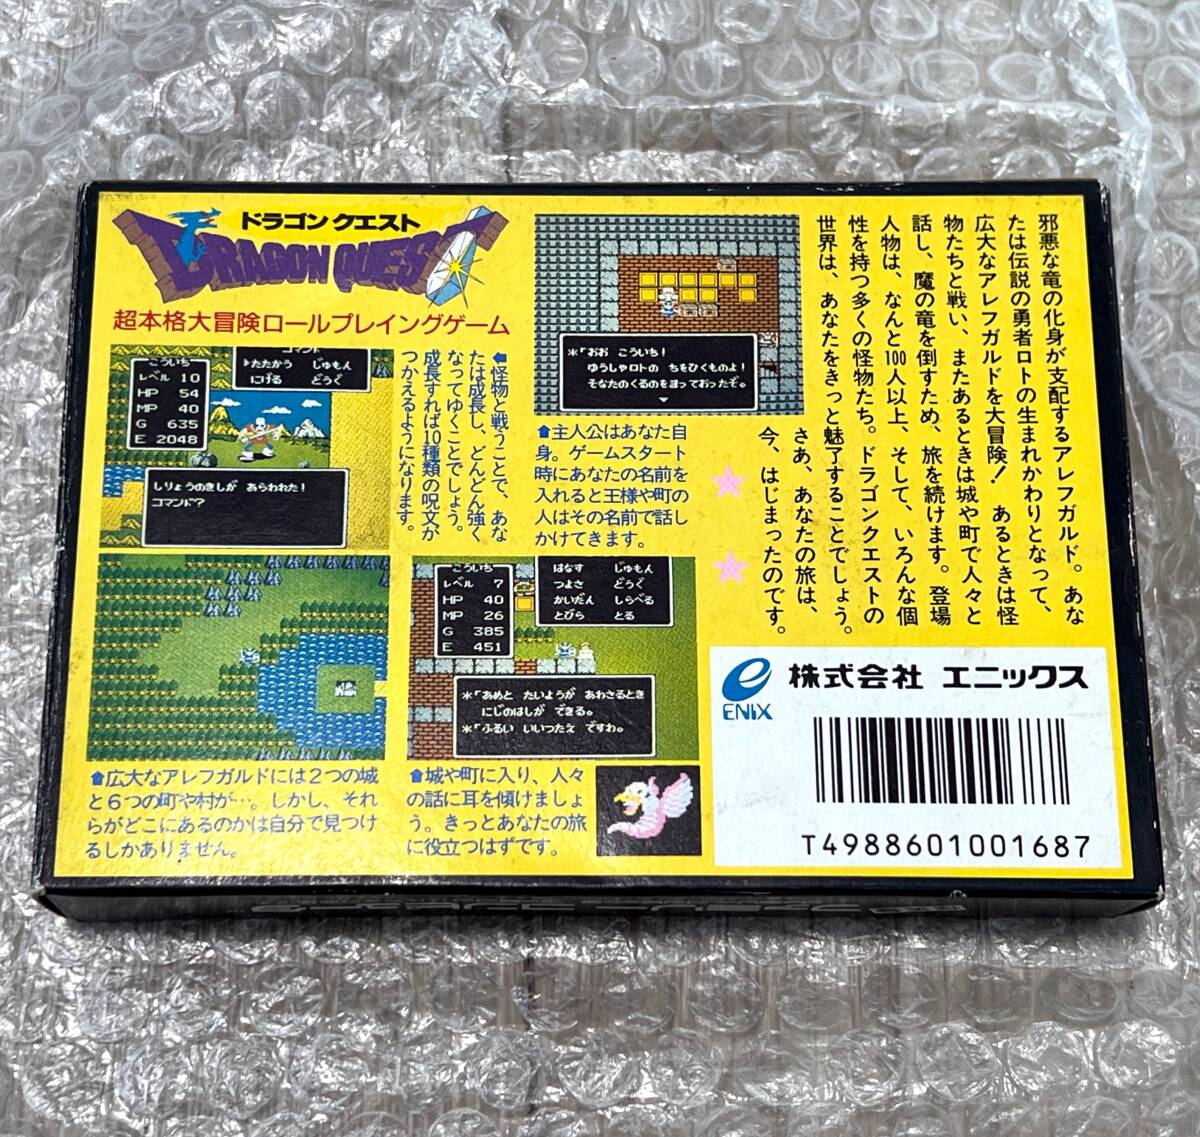 ドラゴンクエスト
DRAGON QUEST
超本格大冒険ロールプレイングゲーム
こういち
レベル 10
HP 54
MP 40
G 635
E 2048
コマンド
たたかう じゅもん
にげる どうぐ
しりょうのきしが あらわれた!
コマンド?
⬅怪物と戦うことで、あな
たは成長し、どんどん強く
なってゆくことでしょう。
成長すれば10種類の呪文が
つかえるようになります。
*「おお こういち!
ゆうしゃロトの ちをひくものよ!
そなたのくるのをまっておったぞ。
⬆主人公はあなた自
身。ゲームスタート
時にあなたの名前を
入れると王様や町の
人はその名前で話し
かけてきます。
邪悪な竜の化身が支配するアレフガルド。あな
たは伝説の勇者ロトの生まれかわりとなって、
広大なアレフガルドを大冒険! あるときは怪
物たちと戦い、またあるときは城や町で人々と
話し、魔の竜を倒すため、旅を続けます。登場
人物は、なんと100人以上、そして、いろんな個
性を持つ多くの怪物たち。ドラゴンクエストの
世界は、あなたをきっと魅了することでしょう。
さあ、あなたの旅は、
今、はじまったのです。
⬆広大なアレフガルドには2つの城
と6つの町や村が…。しかし、それ
らがどこにあるのかは自分で見つけ
るしかありません。
こういち
レベル 7
HP 40
MP 26
G 385
E 451
はなす じゅもん
つよさ どうぐ
かいだん しらべる
とびら とる
*「あめと たいようが あわさるとき
にじのはしが できる。
*「ふるい いいつたえ ですわ。
⬆城や町に入り、人々
の話に耳を傾けましょ
う。きっとあなたの旅
に役立つはずです。
ENIX
株式会社 エニックス
T4988601001687